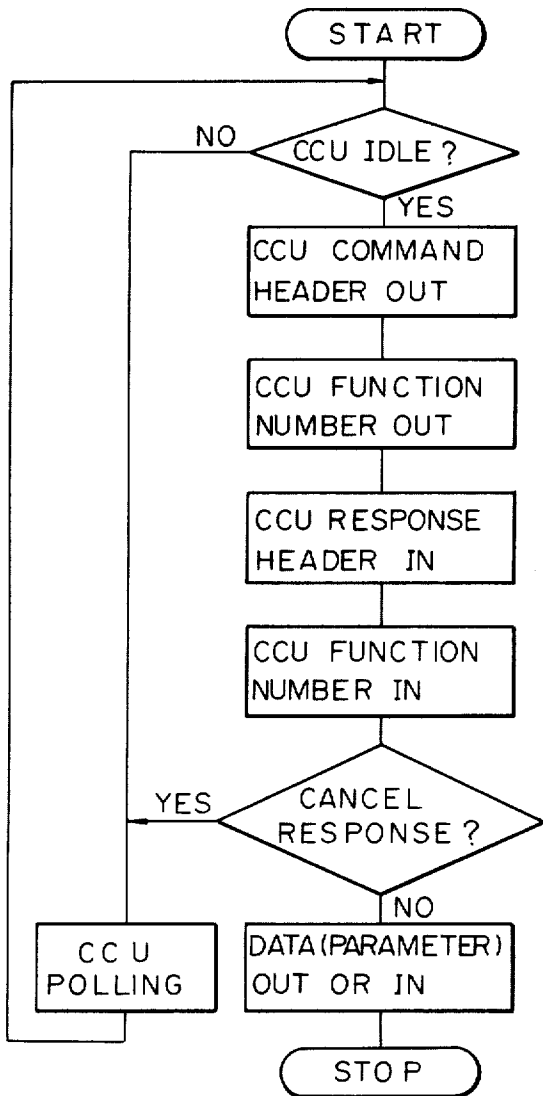 START
NO
CCU IDLE?
YES
CCU COMMAND
HEADER OUT
CCU FUNCTION
NUMBER OUT
CCU RESPONSE
HEADER IN
CCU FUNCTION
NUMBER IN
YES
CANCEL
RESPONSE?
NO
CCU
POLLING
DATA(PARAMETER)
OUT OR IN
STOP